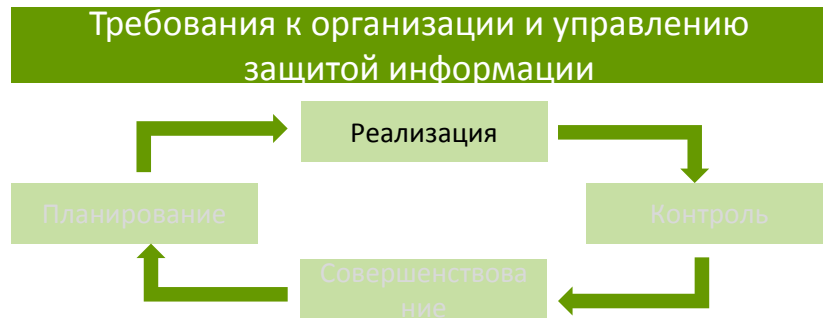 Требования к организации и управлению
защитой информации
Реализация
Планирование
Контроль
Совершенствова
ние